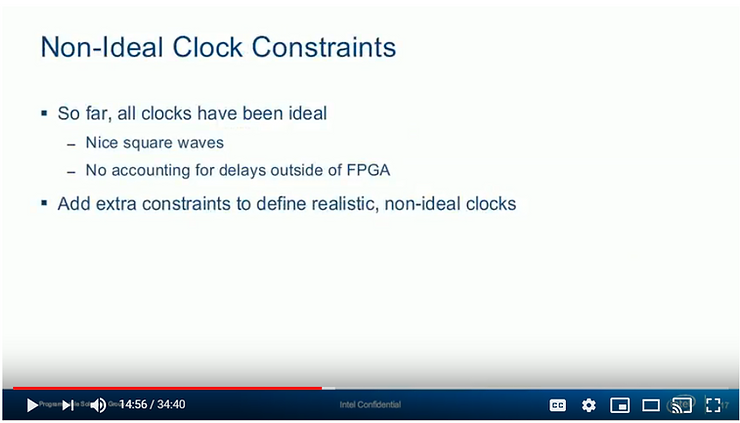 Non-Ideal Clock Constraints
▪ So far, all clocks have been ideal
– Nice square waves
– No accounting for delays outside of FPGA
▪ Add extra constraints to define realistic, non-ideal clocks
14:56 / 34:40
Intel Confidential
CC
17